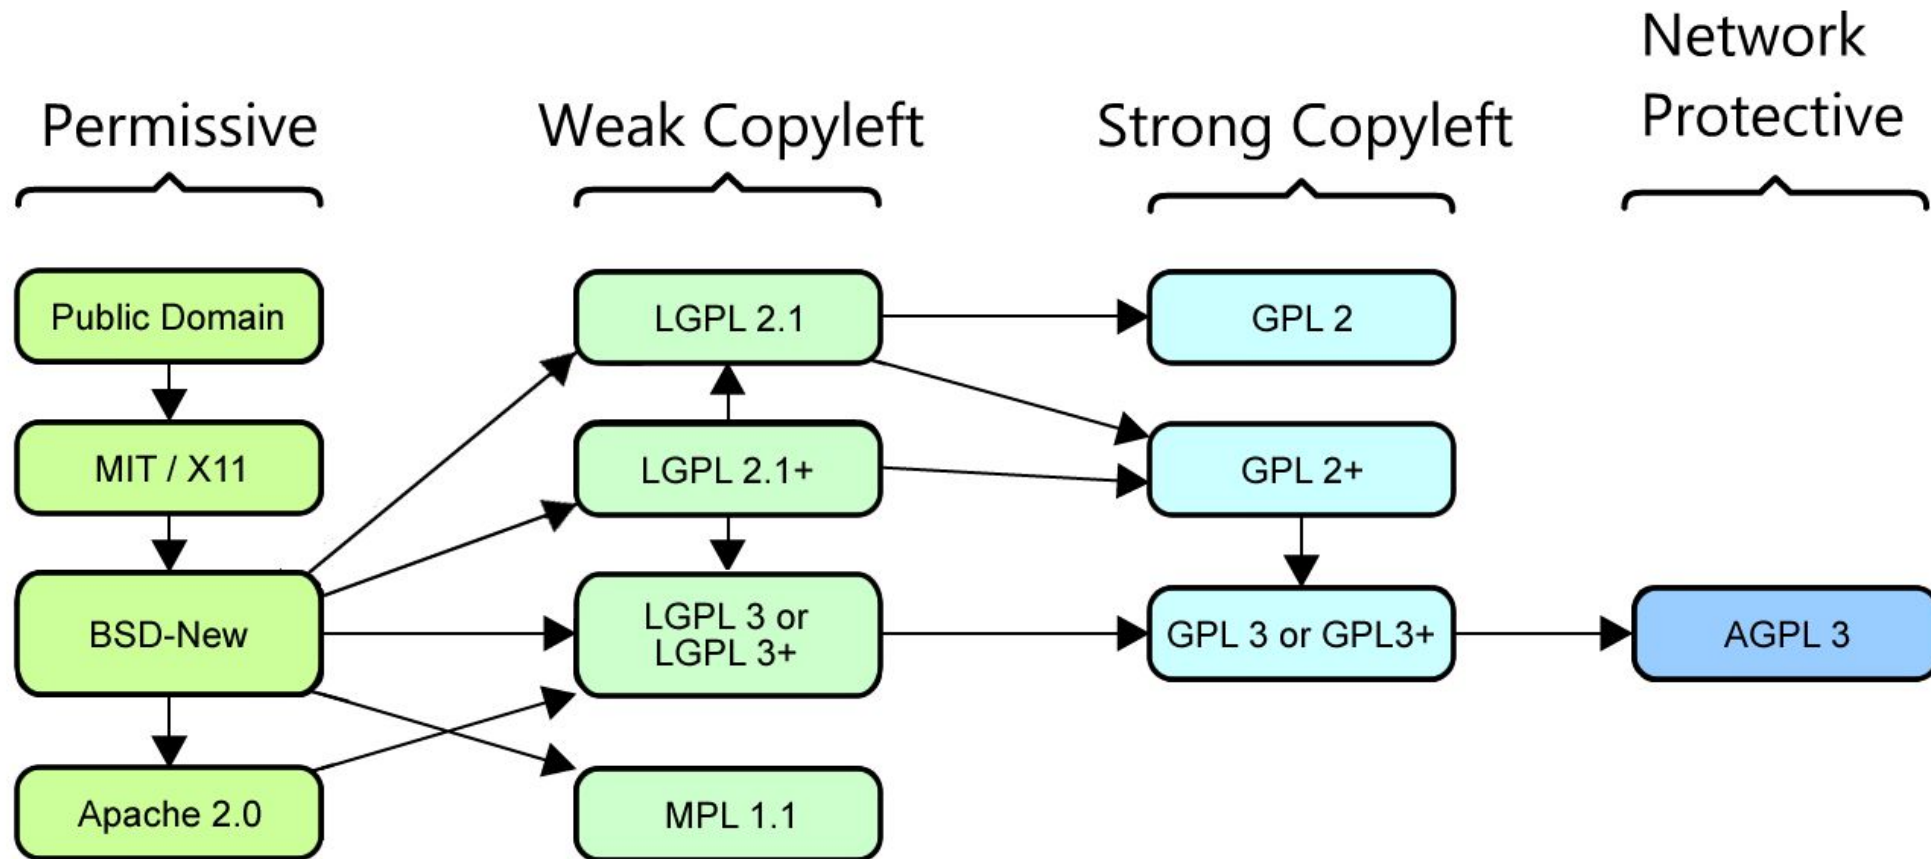 Permissive
Weak Copyleft
Strong Copyleft
Network
Protective
Public Domain
MIT / X11
BSD-New
Apache 2.0
LGPL 2.1
LGPL 2.1+
LGPL 3 or
LGPL 3+
MPL 1.1
GPL 2
GPL 2+
GPL 3 or GPL3+
AGPL 3